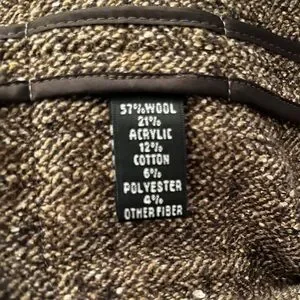 57%WOOL
21%
ACRYLIC
12%
COTTON
6%
POLYESTER
4%
OTHER FIBER